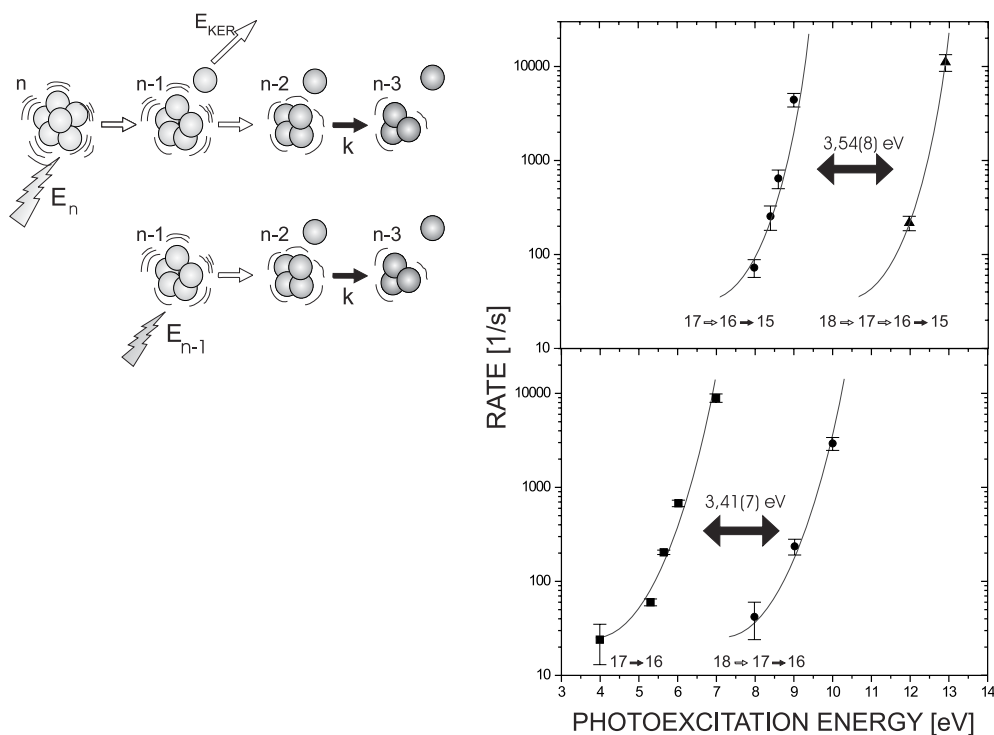 E_KER
n
n-1
n-2
n-3
k
E_n
n-1
n-2
n-3
k
E_n-1
RATE [1/s]
10000
1000
100
10
3,54(8) eV
17⇨16➞15
18⇨17⇨16➞15
1000
100
10
3,41(7) eV
17➞16
18⇨17➞16
3 4 5 6 7 8 9 10 11 12 13 14
PHOTOEXCITATION ENERGY [eV]